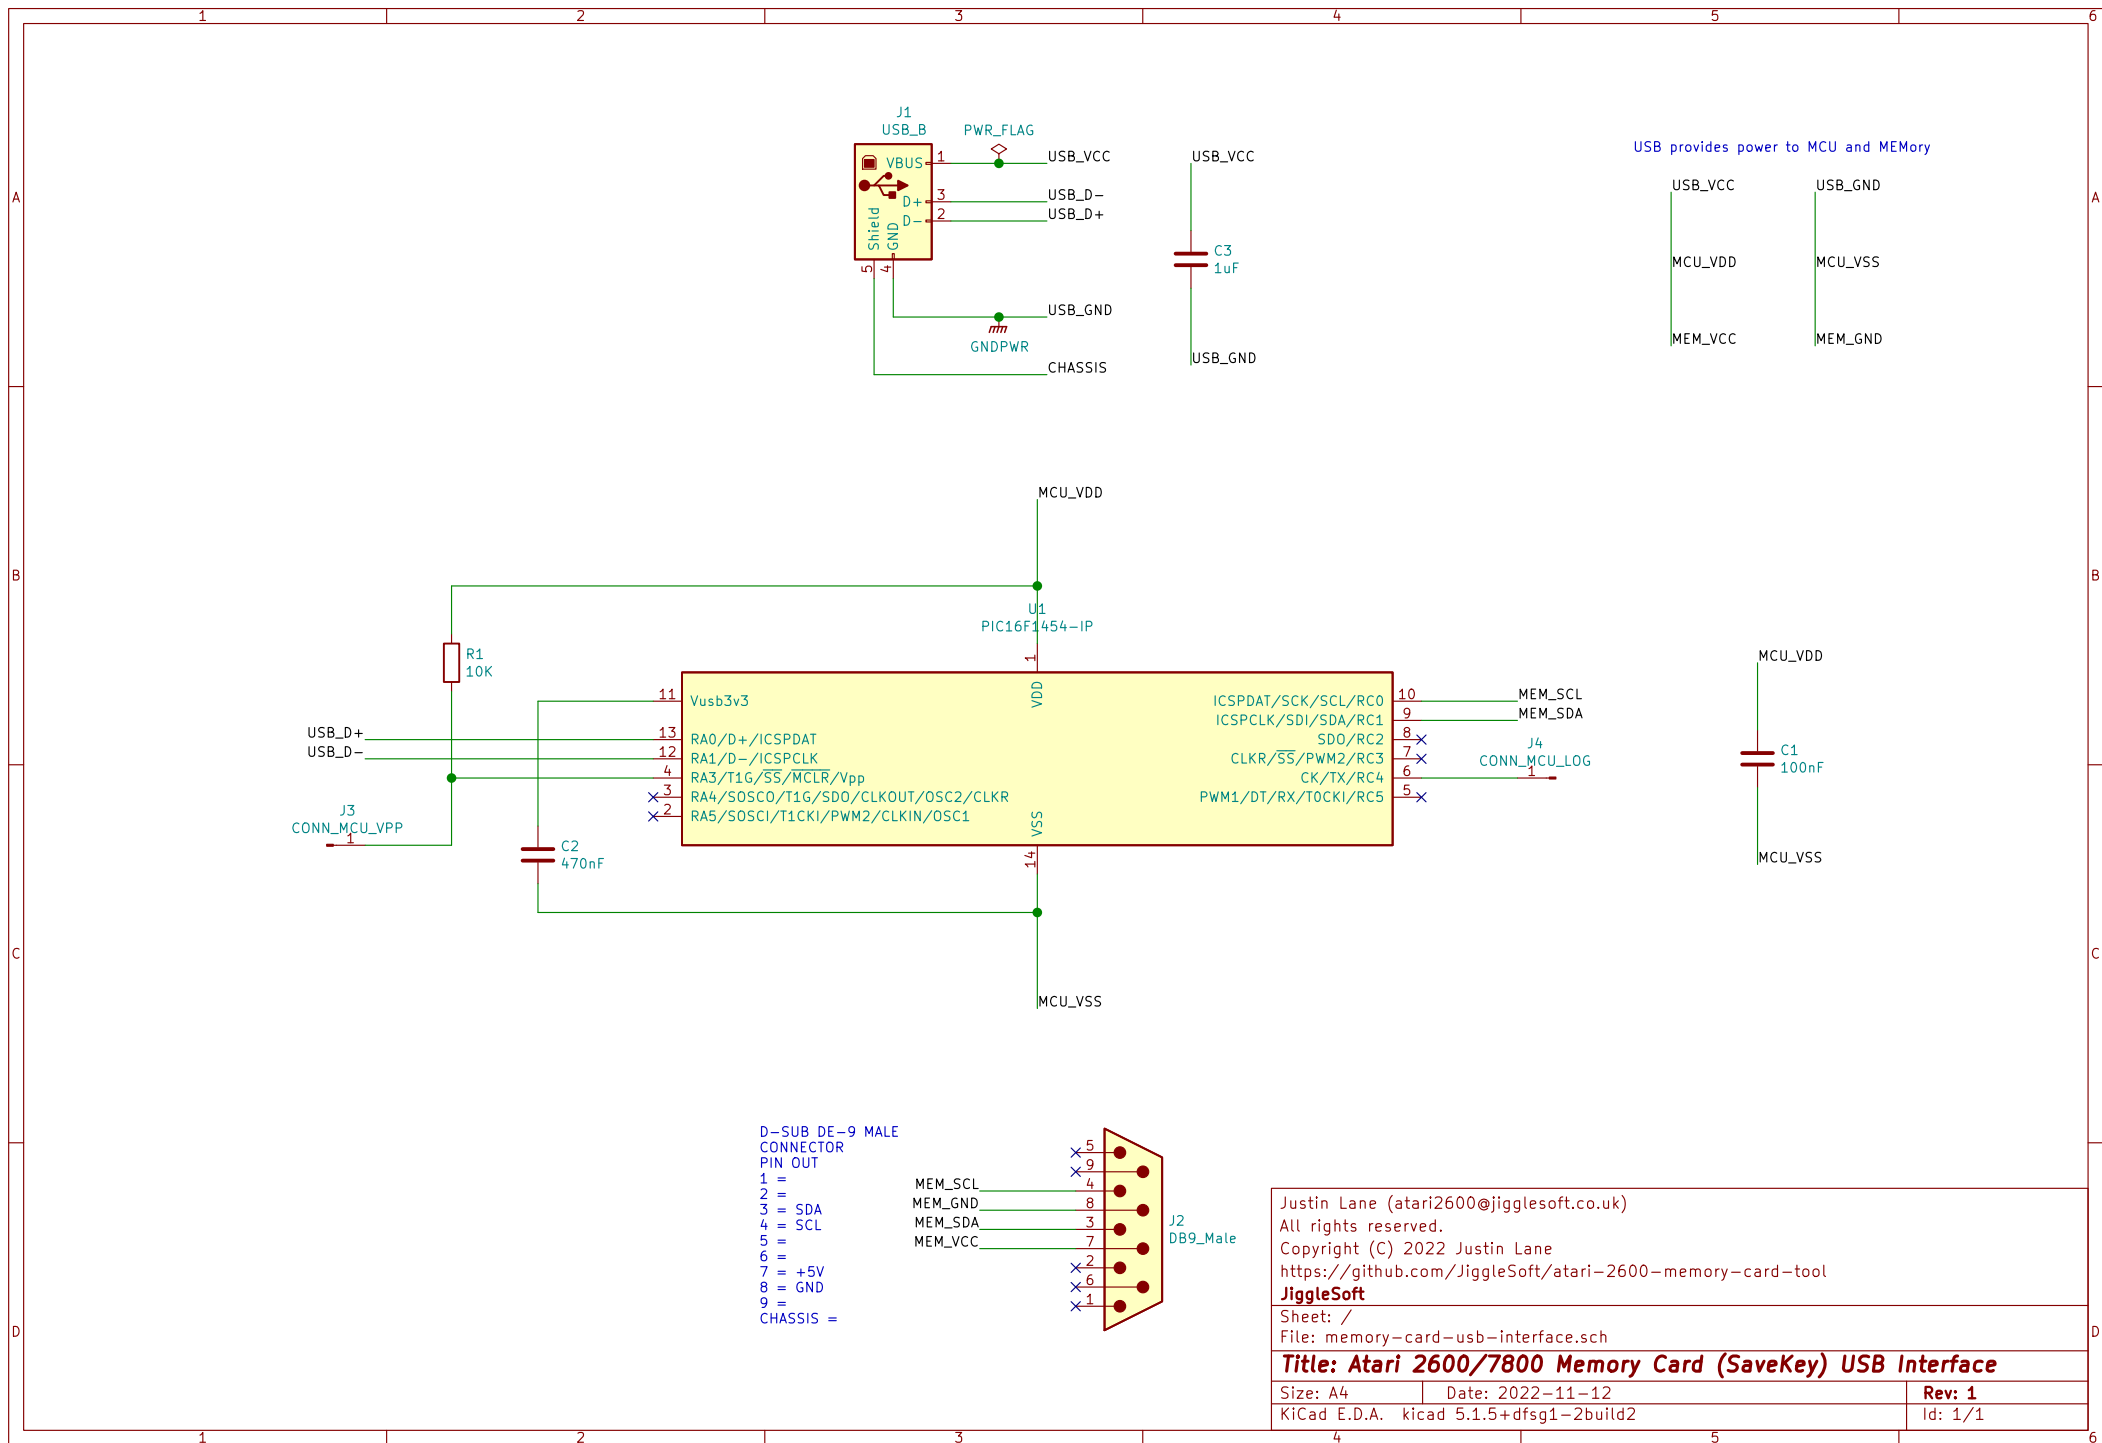 1 2 3 4 5 6
A
B
C
D
A
B
C
D
1 2 3 4 5 6
J1
USB_B
PWR_FLAG
VBUS 1
D+ 3
D- 2
Shield
GND
5
4
USB_VCC
USB_D-
USB_D+
USB_GND
GNDPWR
CHASSIS
USB_VCC
C3
1uF
USB_GND
USB provides power to MCU and MEMory
USB_VCC
MCU_VDD
MEM_VCC
USB_GND
MCU_VSS
MEM_GND
MCU_VDD
U1
PIC16F1454-IP
1
VDD
R1
10K
11 Vusb3v3
USB_D+
USB_D-
13 RA0/D+/ICSPDAT
12 RA1/D-/ICSPCLK
4 RA3/T1G/SS/MCLR/Vpp
3 RA4/SOSCO/T1G/SDO/CLKOUT/OSC2/CLKR
2 RA5/SOSCI/T1CKI/PWM2/CLKIN/OSC1
J3
CONN_MCU_VPP
1
C2
470nF
VSS
14
MCU_VSS
ICSPDAT/SCK/SCL/RC0 10
ICSPCLK/SDI/SDA/RC1 9
SDO/RC2 8
CLKR/SS/PWM2/RC3 7
CK/TX/RC4 6
PWM1/DT/RX/T0CKI/RC5 5
MEM_SCL
MEM_SDA
J4
CONN_MCU_LOG
1
MCU_VDD
C1
100nF
MCU_VSS
D-SUB DE-9 MALE
CONNECTOR
PIN OUT
1 =
2 =
3 = SDA
4 = SCL
5 =
6 =
7 = +5V
8 = GND
9 =
CHASSIS =
MEM_SCL
MEM_GND
MEM_SDA
MEM_VCC
5
9
4
8
3
7
2
6
1
J2
DB9_Male
Justin Lane (atari2600@jigglesoft.co.uk)
All rights reserved.
Copyright (C) 2022 Justin Lane
https://github.com/JiggleSoft/atari-2600-memory-card-tool
JiggleSoft
Sheet: /
File: memory-card-usb-interface.sch
Title: Atari 2600/7800 Memory Card (SaveKey) USB Interface
Size: A4 Date: 2022-11-12 Rev: 1
KiCad E.D.A. kicad 5.1.5+dfsg1-2build2 Id: 1/1